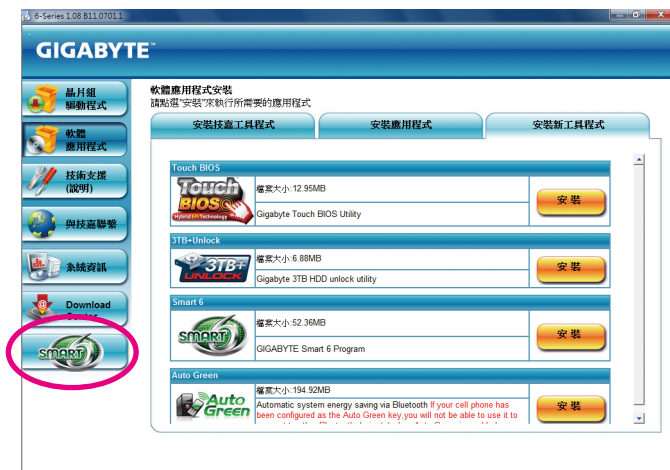 6-Series 1.08 B11.0701.1
GIGABYTE™
晶片組
驅動程式
軟體
應用程式
技術支援
(說明)
與技嘉聯繫
系統資訊
Download
Center
SMART 6
軟體應用程式安裝
請點選"安裝"來執行所需要的應用程式
安裝技嘉工具程式
安裝應用程式
安裝新工具程式
Touch BIOS
Touch
BIOS
Hybrid EFI Technology
檔案大小:12.95MB
Gigabyte Touch BIOS Utility
安裝
3TB+Unlock
3TB+
UNLOCK
檔案大小:6.88MB
Gigabyte 3TB HDD unlock utility
安裝
Smart 6
SMART 6
檔案大小:52.36MB
GIGABYTE Smart 6 Program
安裝
Auto Green
Auto
Green
檔案大小:194.92MB
Automatic system energy saving via Bluetooth If your cell phone has
been configured as the Auto Green key,you will not be able to use it to
安裝